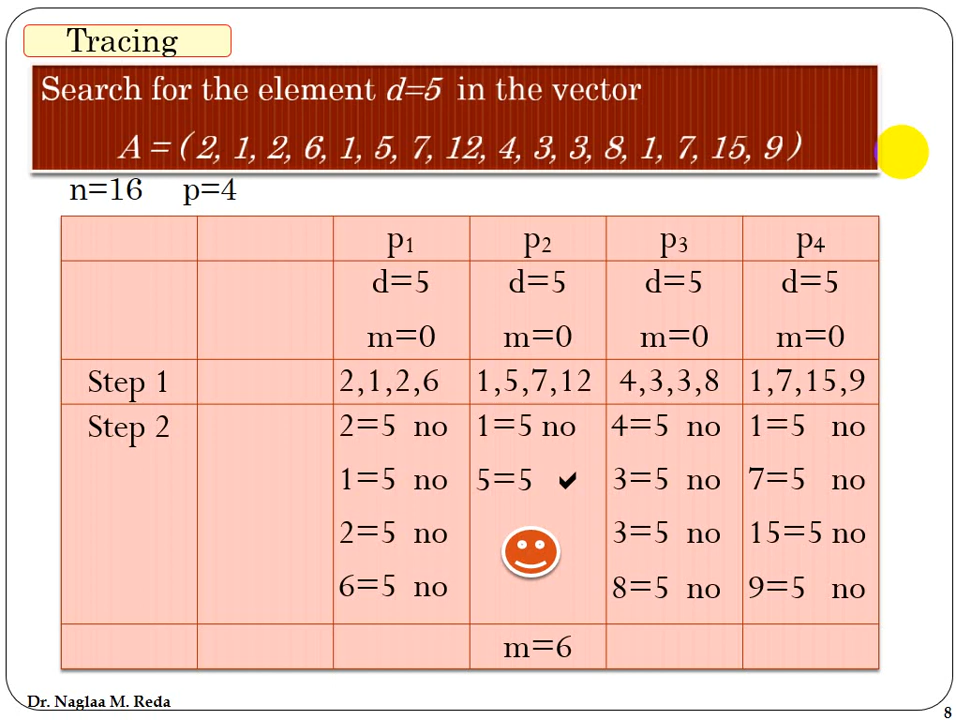 Tracing
Search for the element d=5 in the vector
A = ( 2, 1, 2, 6, 1, 5, 7, 12, 4, 3, 3, 8, 1, 7, 15, 9 )
n=16 p=4
p1 p2 p3 p4
d=5 d=5 d=5 d=5
m=0 m=0 m=0 m=0
Step 1 2,1,2,6 1,5,7,12 4,3,3,8 1,7,15,9
Step 2 2=5 no 1=5 no 4=5 no 1=5 no
1=5 no 5=5 ✔ 3=5 no 7=5 no
2=5 no 3=5 no 15=5 no
6=5 no 8=5 no 9=5 no
m=6
Dr. Naglaa M. Reda
8